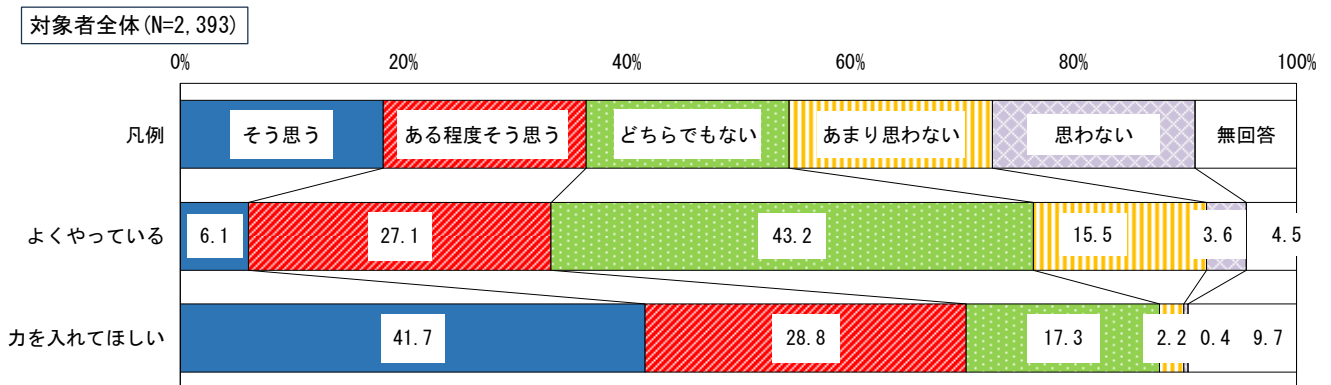 対象者全体(N=2,393)
0% 20% 40% 60% 80% 100%
凡例 そう思う ある程度そう思う どちらでもない あまり思わない 思わない 無回答
よくやっている 6.1 27.1 43.2 15.5 3.6 4.5
力を入れてほしい 41.7 28.8 17.3 2.2 0.4 9.7